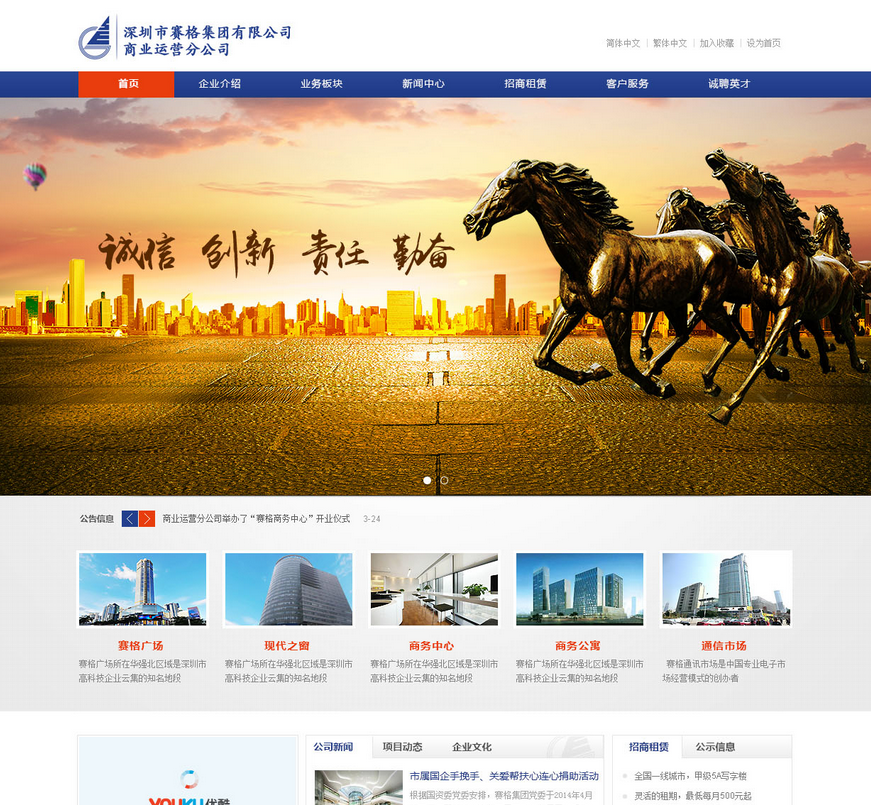 深圳市赛格集团有限公司
商业运营分公司
简体中文 | 繁体中文 | 加入收藏 | 设为首页
首页 企业介绍 业务板块 新闻中心 招商租赁 客户服务 诚聘英才
诚信 创新 责任 勤奋
公告信息 商业运营分公司举办了“赛格商务中心”开业仪式 3-24
赛格广场 现代之窗 商务中心 商务公寓 通信市场
赛格广场所在华强北区域是深圳市
高科技企业云集的知名地段
赛格广场所在华强北区域是深圳市
高科技企业云集的知名地段
赛格广场所在华强北区域是深圳市
高科技企业云集的知名地段
赛格广场所在华强北区域是深圳市
高科技企业云集的知名地段
赛格通讯市场是中国专业电子市
场经营模式的创办者
YOUKU优酷
公司新闻 项目动态 企业文化
市属国企手挽手、关爱帮扶心连心捐助活动
根据国资委党委安排，赛格集团党委于2014年4月
招商租赁 公示信息
全国一线城市，甲级5A写字楼
灵活的租期，最低每月500元起